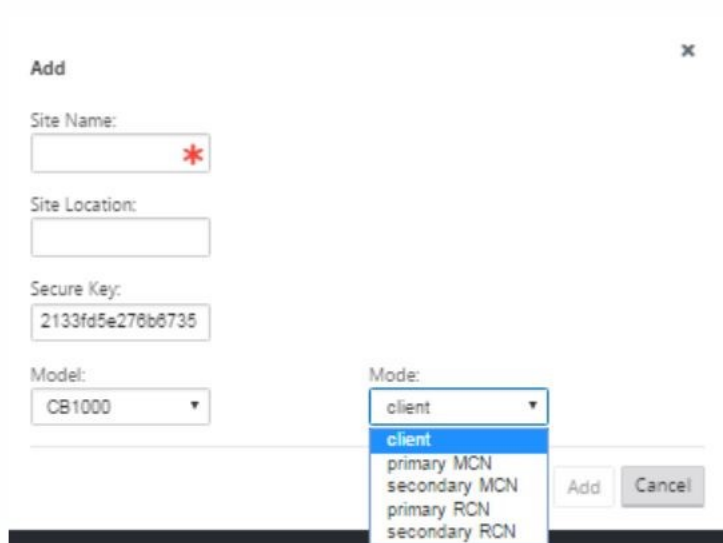 Add
×
Site Name:
*
Site Location:
Secure Key:
2133fd5e276b6735
Model:
Mode:
CB1000
client
client
primary MCN
secondary MCN
primary RCN
secondary RCN
Add
Cancel